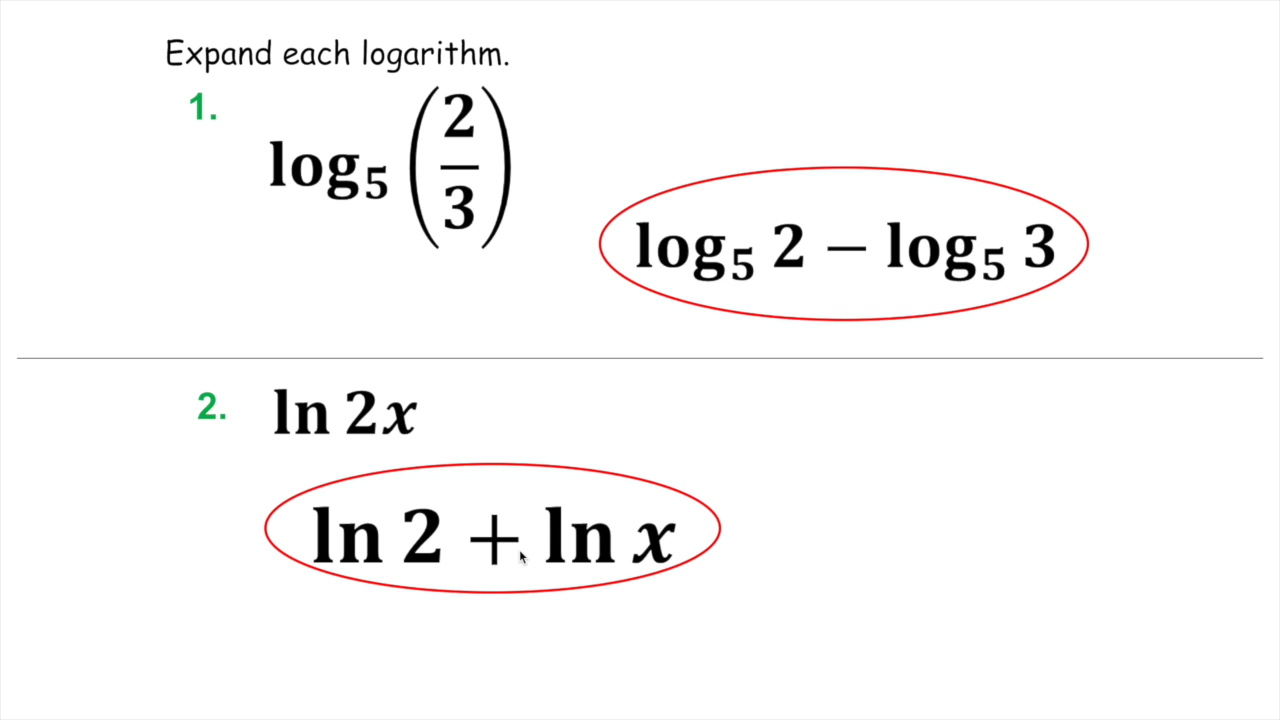 Expand each logarithm.
1.
log₅ (2/3)
log₅ 2 − log₅ 3
2. ln 2x
ln 2 + ln x